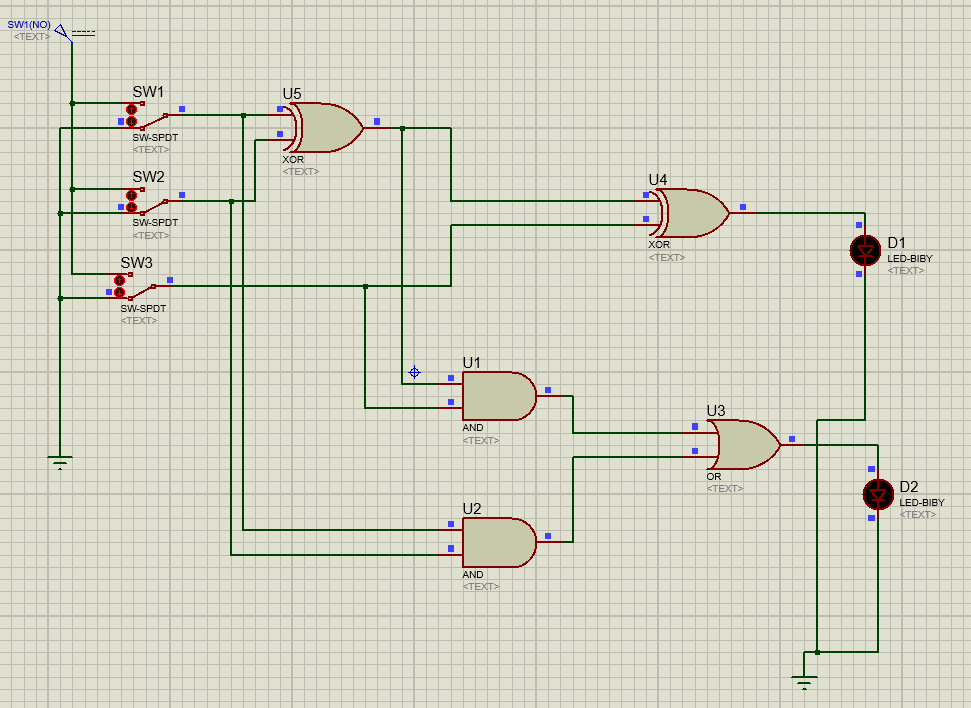 SW1(NO)
<TEXT>
SW1
SW-SPDT
<TEXT>
U5
XOR
<TEXT>
SW2
SW-SPDT
<TEXT>
U4
XOR
<TEXT>
D1
LED-BIBY
<TEXT>
SW3
SW-SPDT
<TEXT>
U1
AND
<TEXT>
U3
OR
<TEXT>
D2
LED-BIBY
<TEXT>
U2
AND
<TEXT>